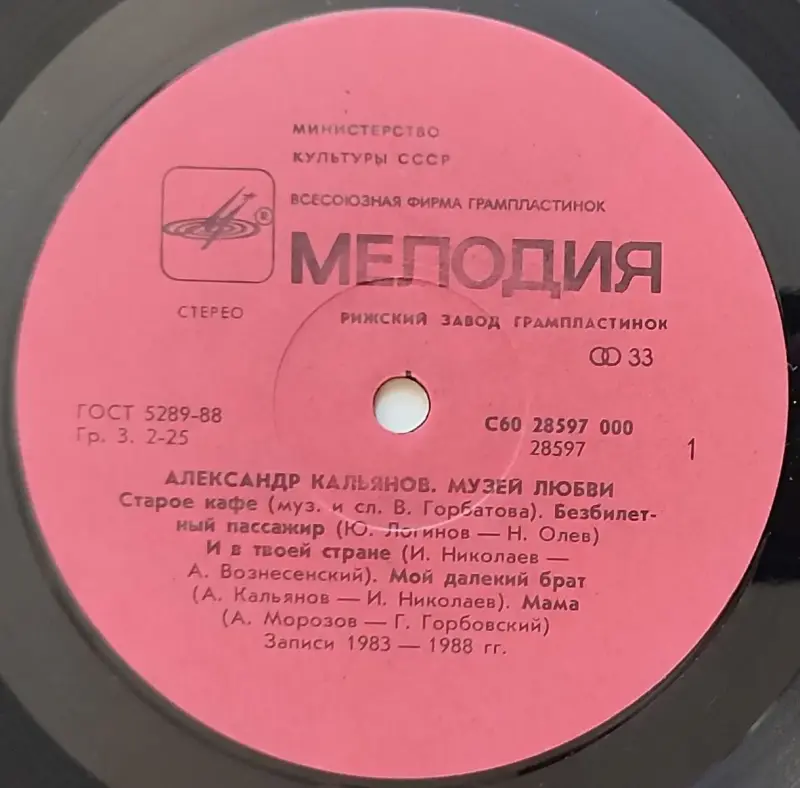 МИНИСТЕРСТВО
КУЛЬТУРЫ СССР
ВСЕСОЮЗНАЯ ФИРМА ГРАМПЛАСТИНОК
®
МЕЛОДИЯ
СТЕРЕО
РИЖСКИЙ ЗАВОД ГРАМПЛАСТИНОК
33
ГОСТ 5289-88
Гр. 3. 2-25
С60 28597 000
28597
1
АЛЕКСАНДР КАЛЬЯНОВ. МУЗЕЙ ЛЮБВИ
Старое кафе (муз. и сл. В. Горбатова). Безбилет-
ный пассажир (Ю. Логинов — Н. Олев)
И в твоей стране (И. Николаев —
А. Вознесенский). Мой далекий брат
(А. Кальянов — И. Николаев). Мама
(А. Морозов — Г. Горбовский)
Записи 1983 — 1988 гг.